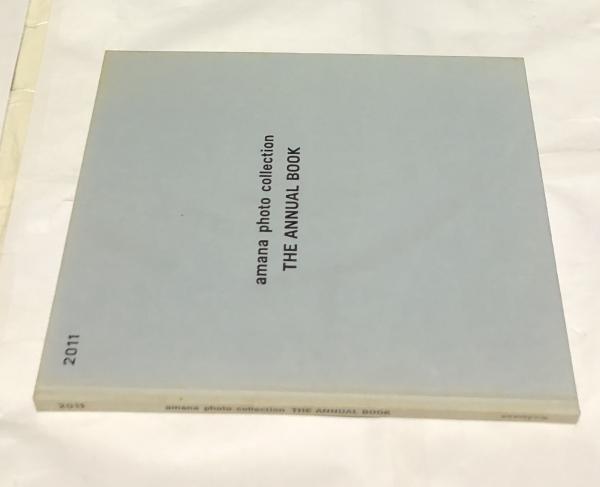 amana photo collection
THE ANNUAL BOOK
2011
2011 amana photo collection THE ANNUAL BOOK